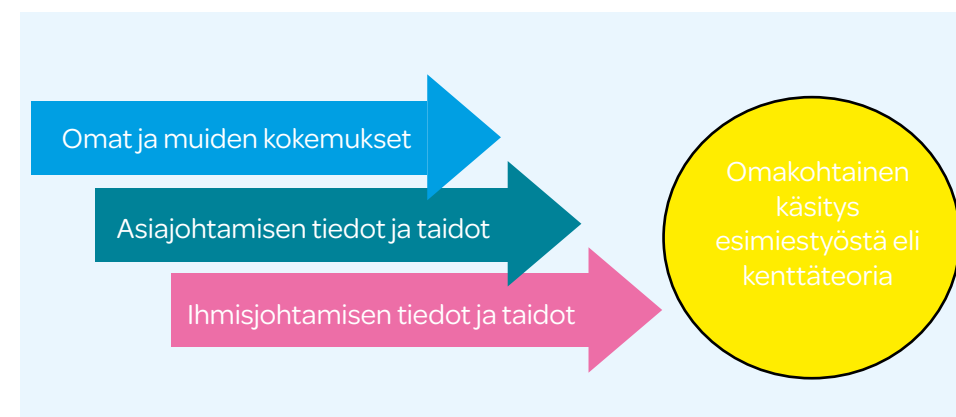 Omat ja muiden kokemukset
Asiajohtamisen tiedot ja taidot
Ihmisjohtamisen tiedot ja taidot
Omakohtainen
käsitys
esimiestyöstä eli
kenttäteoria